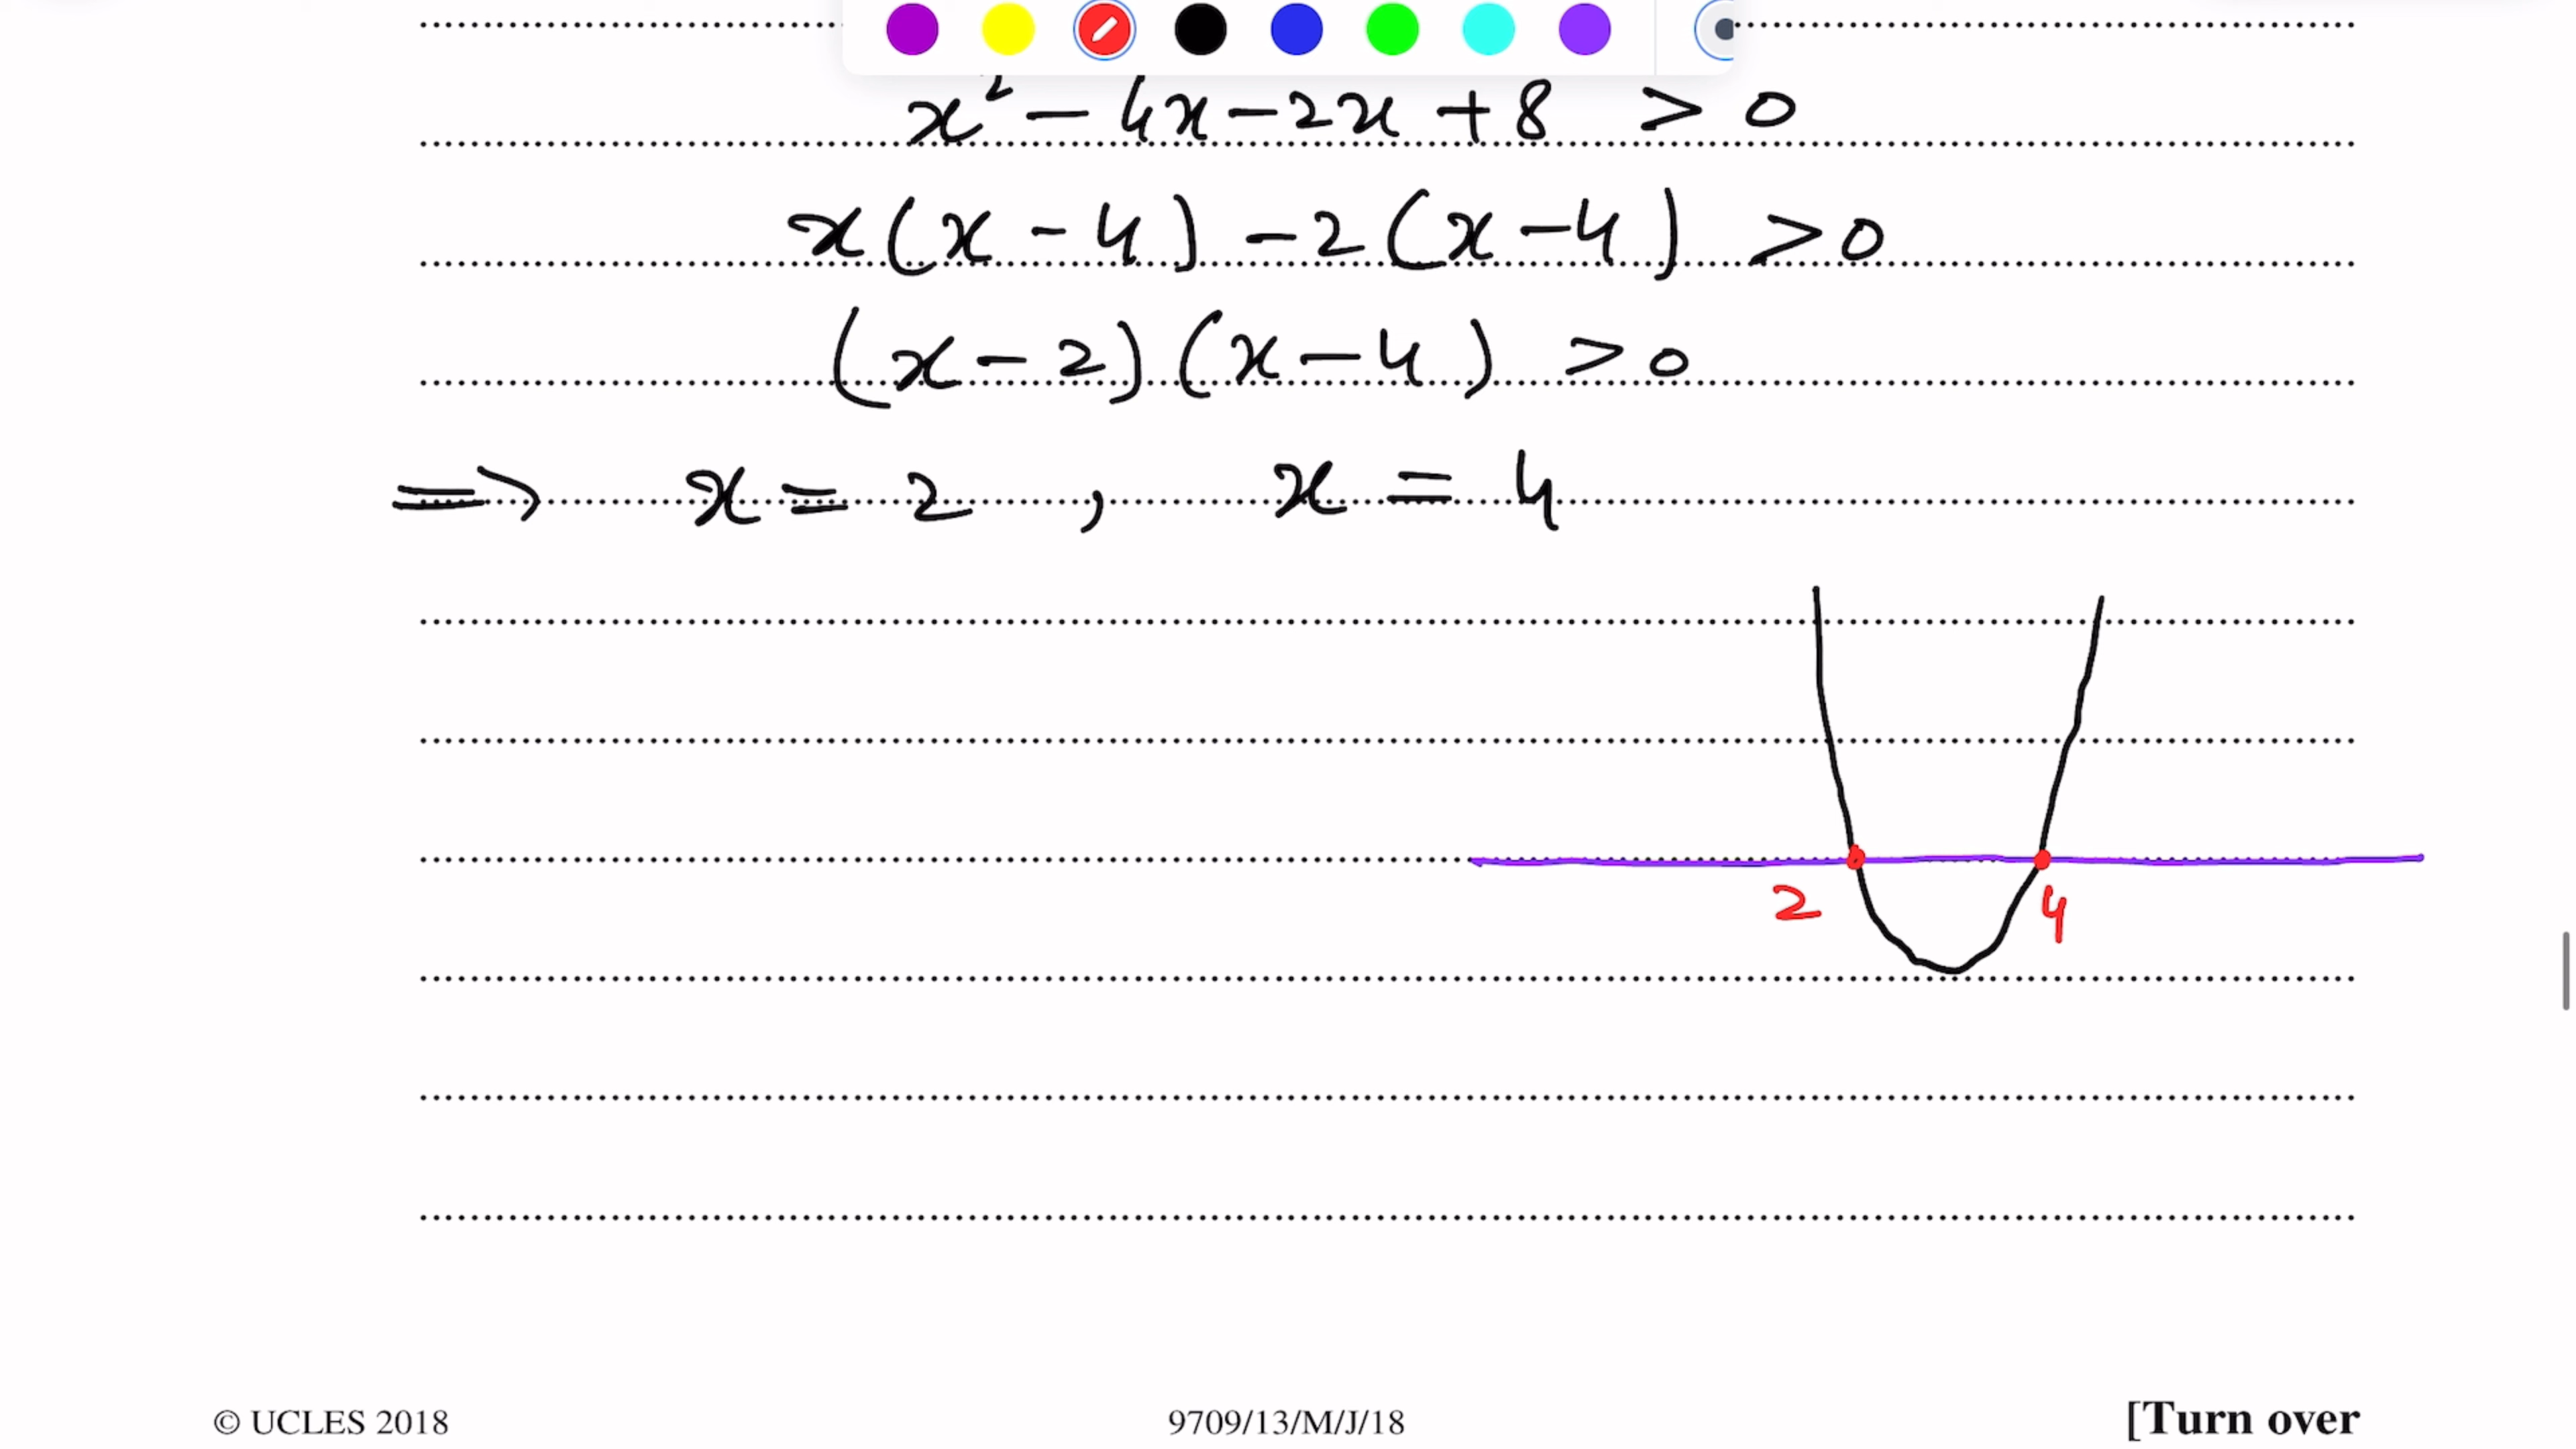 x² - 4x - 2x + 8 > 0
x(x - 4) - 2(x - 4) > 0
(x - 2)(x - 4) > 0
⇒ x = 2 , x = 4
2 4
© UCLES 2018 9709/13/M/J/18 [Turn over